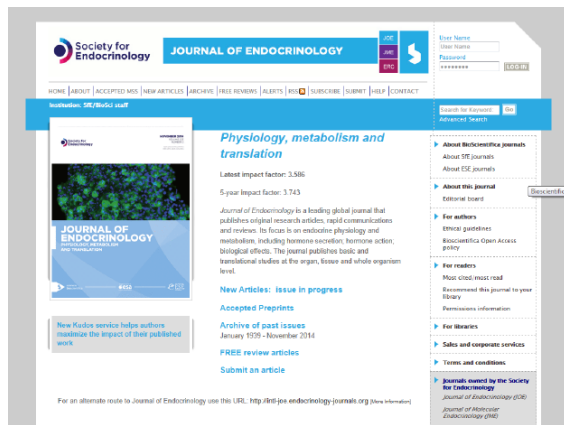 Society for
Endocrinology
JOURNAL OF ENDOCRINOLOGY
JOE
JME
ERC
User Name
User Name
Password
LOG IN
HOME | ABOUT | ACCEPTED MSS | NEW ARTICLES | ARCHIVE | FREE REVIEWS | ALERTS | RSS | SUBSCRIBE | SUBMIT | HELP | CONTACT
Institution: SfE/BioSci staff
Search for Keyword
Go
Advanced Search
JOURNAL OF
ENDOCRINOLOGY
PHYSIOLOGY, METABOLISM
AND TRANSLATION
New Kudos service helps authors
maximize the impact of their published
work
Physiology, metabolism and
translation
Latest impact factor: 3.586
5-year impact factor: 3.743
Journal of Endocrinology is a leading global journal that
publishes original research articles, rapid communications
and reviews. Its focus is on endocrine physiology and
metabolism, including hormone secretion; hormone action;
biological effects. The journal publishes basic and
translational studies at the organ, tissue and whole organism
level.
New Articles: issue in progress
Accepted Preprints
Archive of past issues
January 1939 - November 2014
FREE review articles
Submit an article
About Bioscientifica journals
About SfE journals
About ESE journals
About this journal
Editorial board
Bioscientific
For authors
Ethical guidelines
Bioscientifica Open Access
policy
For readers
Most-cited/most-read
Recommend this journal to your
library
Permissions information
For libraries
Sales and corporate services
Terms and conditions
Journals owned by the Society
for Endocrinology
Journal of Endocrinology (JOE)
Journal of Molecular
Endocrinology (JME)
For an alternate route to Journal of Endocrinology use this URL: http://intl-joe.endocrinology-journals.org [More Information]